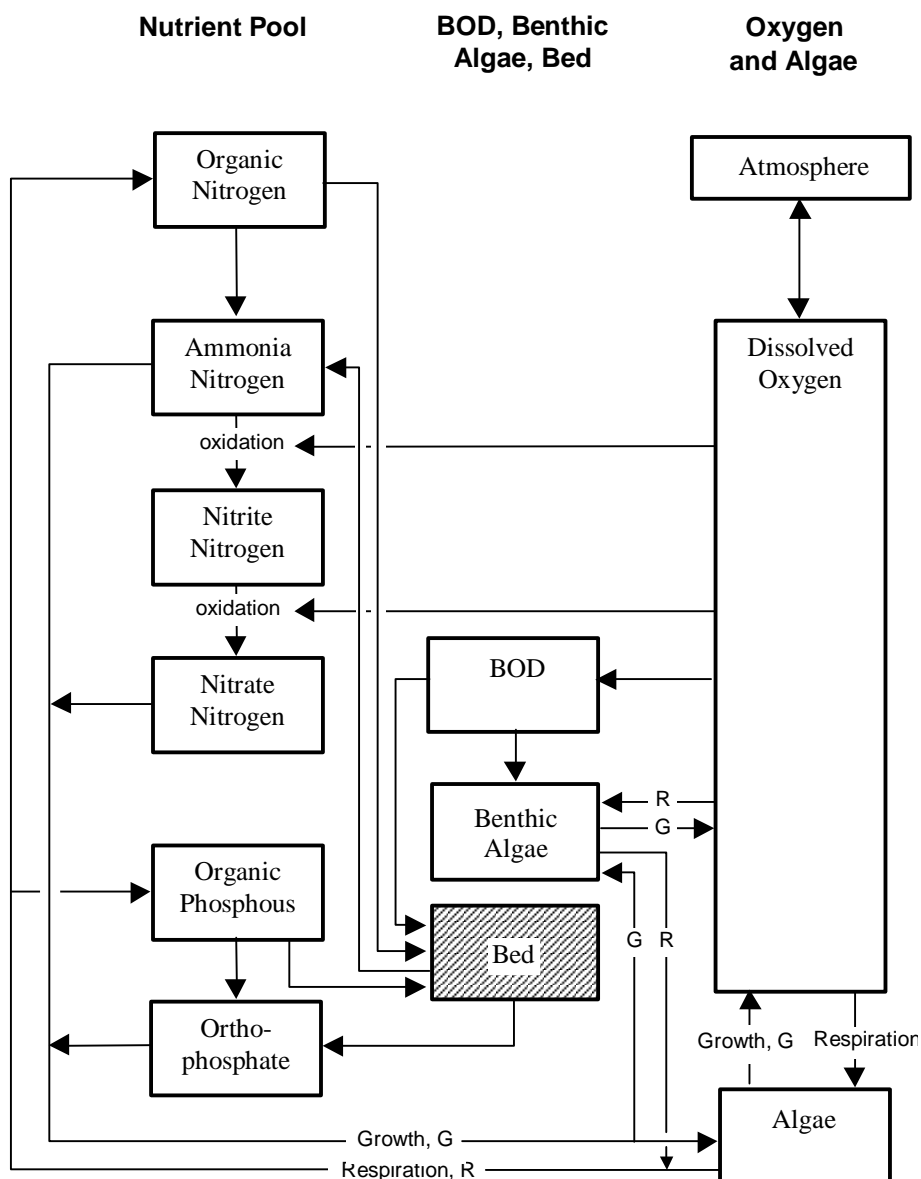 Nutrient Pool
BOD, Benthic
Algae, Bed
Oxygen
and Algae
Organic
Nitrogen
Atmosphere
Ammonia
Nitrogen
Dissolved
Oxygen
oxidation
Nitrite
Nitrogen
oxidation
Nitrate
Nitrogen
BOD
R
G
Benthic
Algae
Organic
Phosphous
G
R
Bed
Ortho-
phosphate
Growth, G
Respiration
Algae
Growth, G
Respiration, R